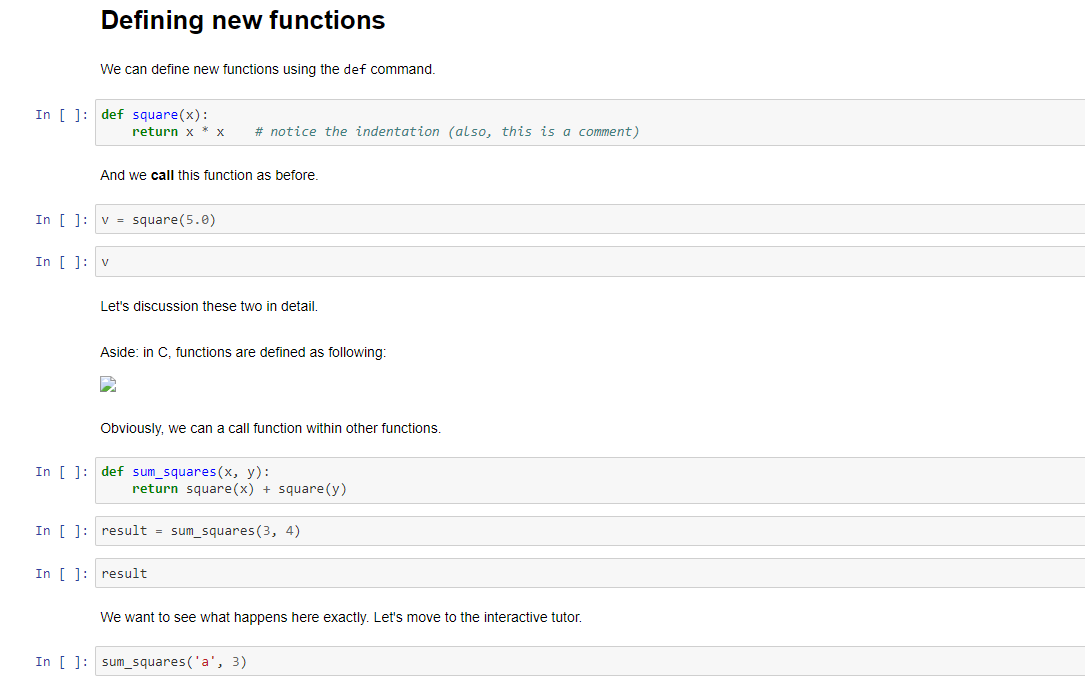 Defining new functions
We can define new functions using the def command.
In [ ]: def square(x):
    return x * x    # notice the indentation (also, this is a comment)
And we call this function as before.
In [ ]: v = square(5.0)
In [ ]: v
Let's discussion these two in detail.
Aside: in C, functions are defined as following:
Obviously, we can a call function within other functions.
In [ ]: def sum_squares(x, y):
    return square(x) + square(y)
In [ ]: result = sum_squares(3, 4)
In [ ]: result
We want to see what happens here exactly. Let's move to the interactive tutor.
In [ ]: sum_squares('a', 3)